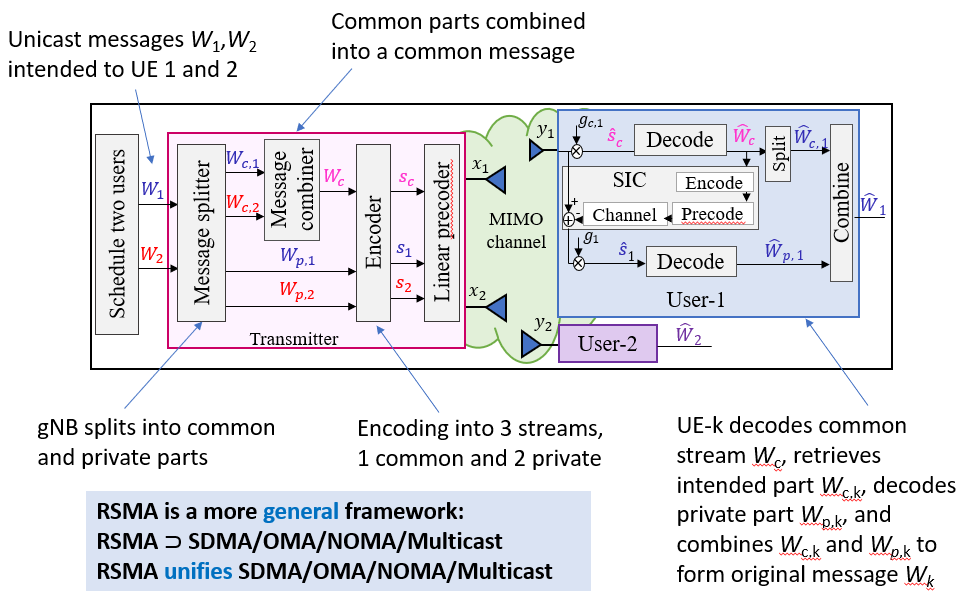 Common parts combined
into a common message
Unicast messages W1,W2
intended to UE 1 and 2
Schedule two users
W1
W2
Message splitter
Wc,1
Wc,2
Wp,1
Wp,2
Message
combiner
Wc
Encoder
sc
s1
s2
Linear precoder
Transmitter
x1
x2
MIMO
channel
y1
y2
gc,1
ŝc
Decode
Ŵc
Split
Ŵc,1
SIC
Encode
Precode
Channel
+
-
g1
ŝ1
Decode
Ŵp,1
Combine
Ŵ1
User-1
User-2
Ŵ2
gNB splits into common
and private parts
Encoding into 3 streams,
1 common and 2 private
UE-k decodes common
stream Wc, retrieves
intended part Wc,k, decodes
private part Wp,k, and
combines Wc,k and Wp,k to
form original message Wk
RSMA is a more general framework:
RSMA ⊃ SDMA/OMA/NOMA/Multicast
RSMA unifies SDMA/OMA/NOMA/Multicast